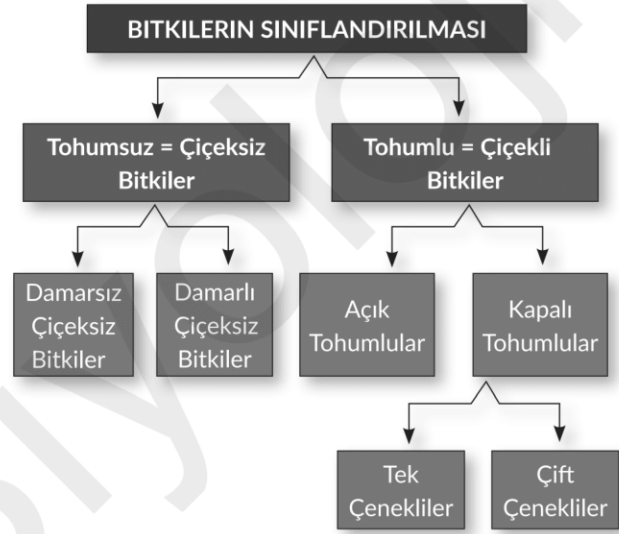 BITKILERIN SINIFLANDIRILMASI
Tohumsuz = Çiçeksiz
Bitkiler
Tohumlu = Çiçekli
Bitkiler
Damarsız
Çiçeksiz
Bitkiler
Damarlı
Çiçeksiz
Bitkiler
Açık
Tohumlular
Kapalı
Tohumlular
Tek
Çenekliler
Çift
Çenekliler